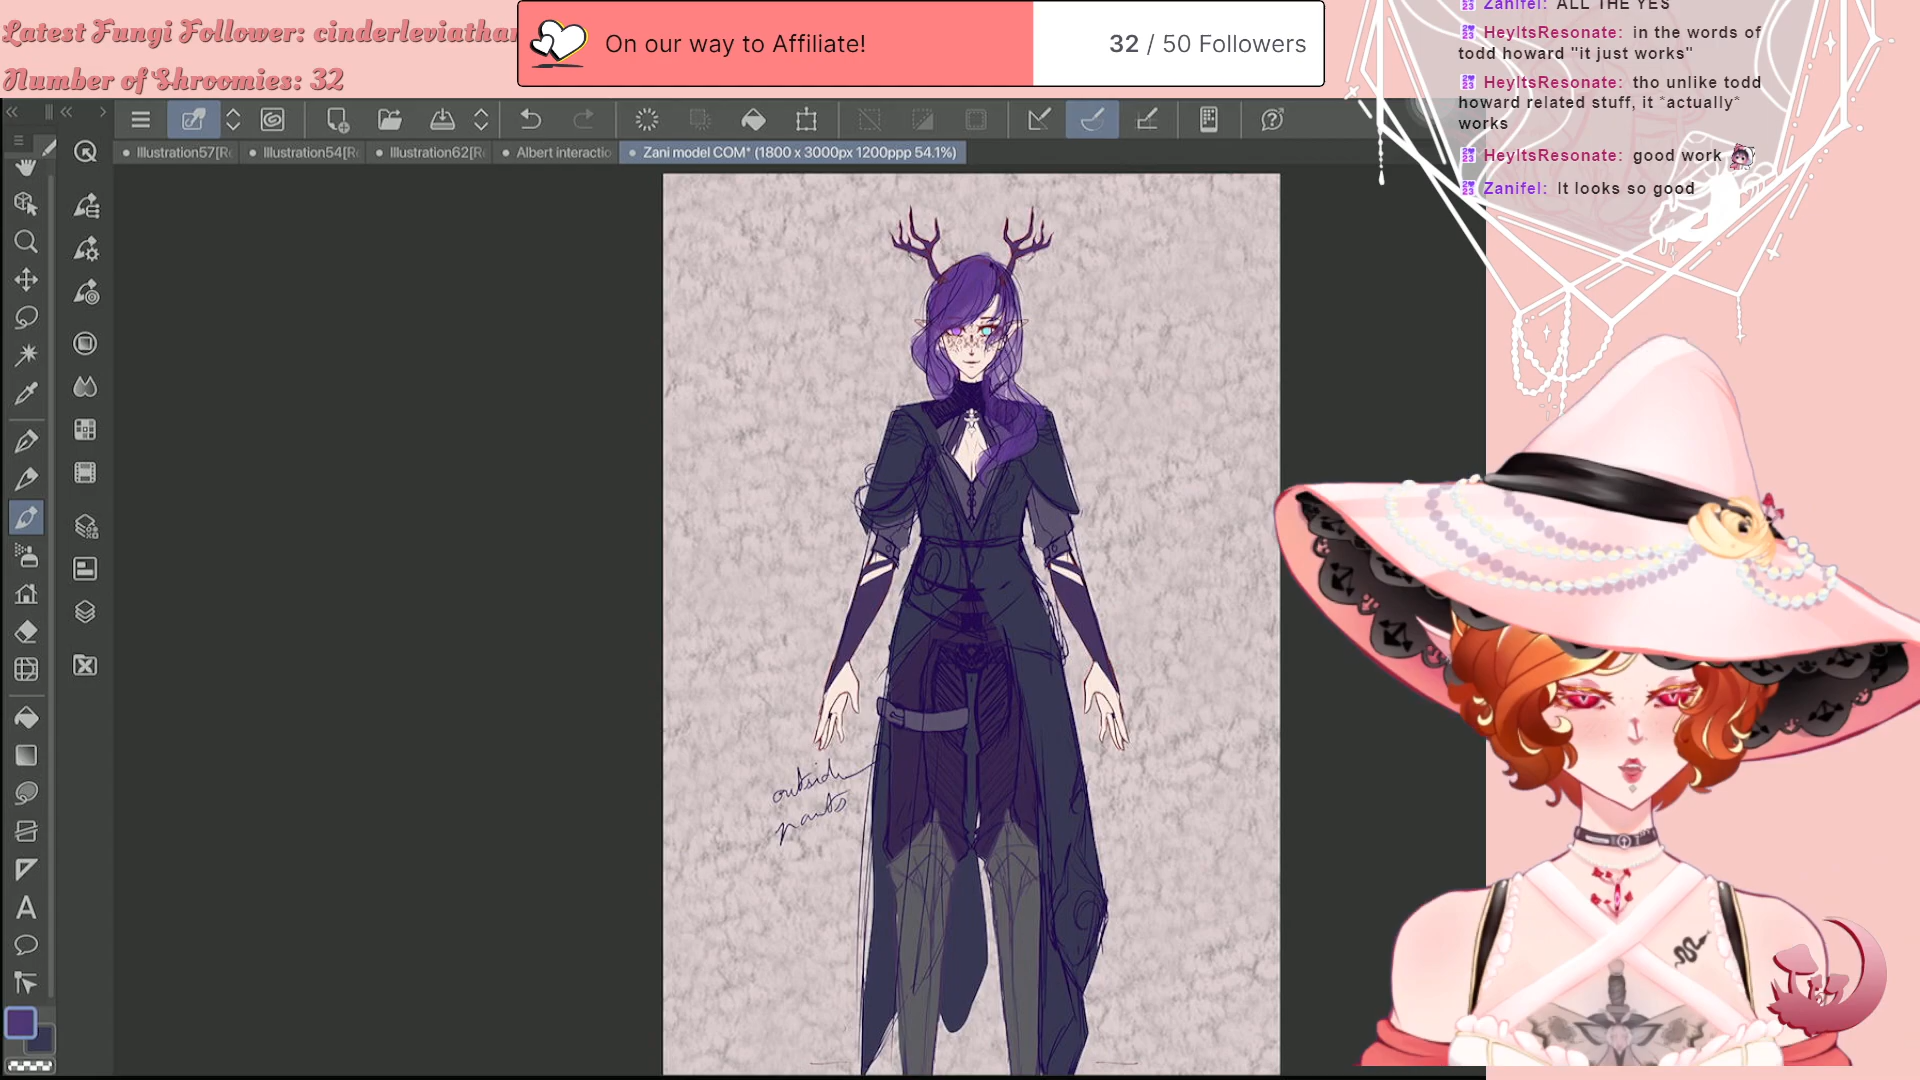 Latest Fungi Follower: cinderleviathan
Number of Shroomies: 32
On our way to Affiliate!
32 / 50 Followers
Zanifel: ALL THE YES
HeyItsResonate: in the words of
todd howard "it just works"
HeyItsResonate: tho unlike todd
howard related stuff, it *actually*
works
HeyItsResonate: good work
Zanifel: It looks so good
Illustration57[R
Illustration54[R
Illustration62[R
Albert interactio
Zani model COM* (1800 x 3000px 1200ppp 54.1%)
outside
pants